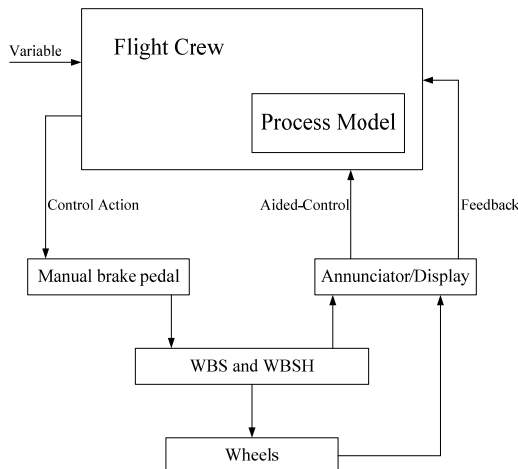 Flight Crew
Variable
Process Model
Control Action
Aided-Control
Feedback
Manual brake pedal
Annunciator/Display
WBS and WBSH
Wheels